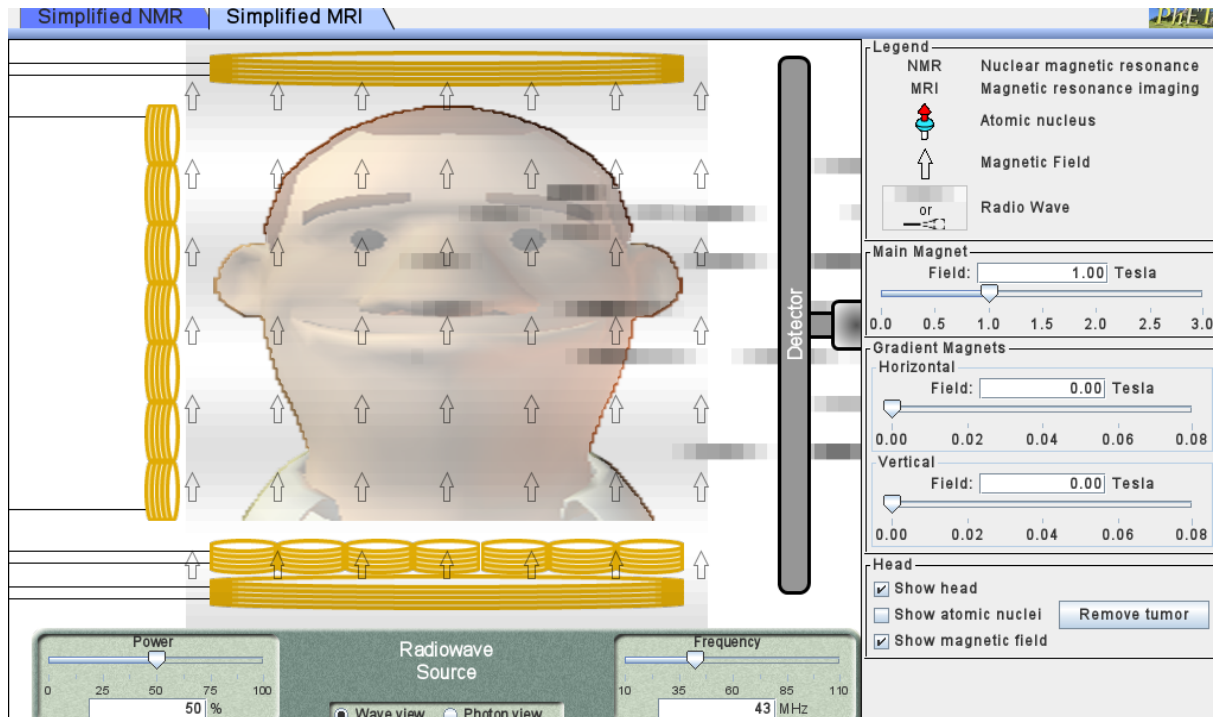 Simplified NMR
Simplified MRI
PhET
Legend
NMR Nuclear magnetic resonance
MRI Magnetic resonance imaging
Atomic nucleus
Magnetic Field
or
Radio Wave
Main Magnet
Field: 1.00 Tesla
0.0 0.5 1.0 1.5 2.0 2.5 3.0
Gradient Magnets
Horizontal
Field: 0.00 Tesla
0.00 0.02 0.04 0.06 0.08
Vertical
Field: 0.00 Tesla
0.00 0.02 0.04 0.06 0.08
Head
Show head
Show atomic nuclei
Remove tumor
Show magnetic field
Detector
Power
0 25 50 75 100
50 %
Radiowave
Source
Wave view Photon view
Frequency
10 35 60 85 110
43 MHz